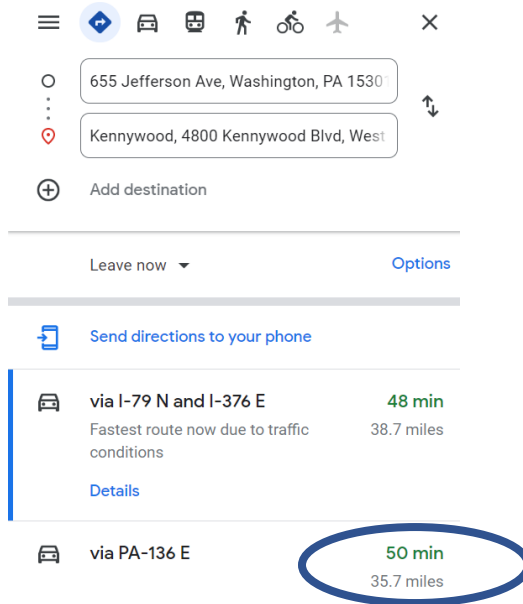 655 Jefferson Ave, Washington, PA 15301
Kennywood, 4800 Kennywood Blvd, West
Add destination
Leave now
Options
Send directions to your phone
via I-79 N and I-376 E
48 min
Fastest route now due to traffic
38.7 miles
conditions
Details
via PA-136 E
50 min
35.7 miles